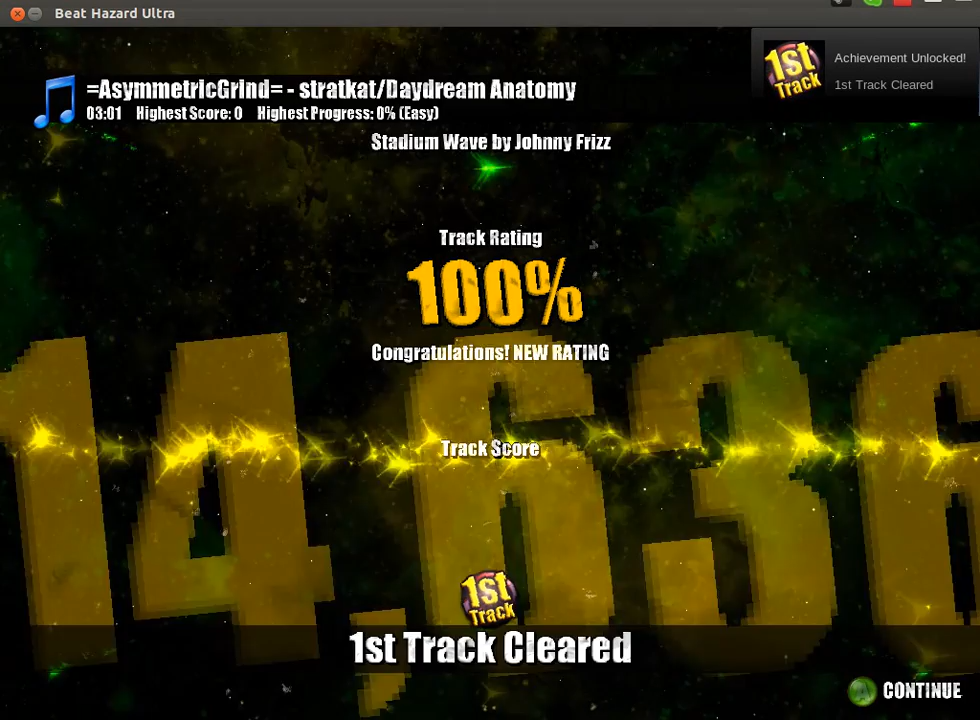 Beat Hazard Ultra
Achievement Unlocked!
1st Track Cleared
1st Track
=AsymmetricGrind= - stratkat/Daydream Anatomy
03:01 Highest Score: 0 Highest Progress: 0% (Easy)
Stadium Wave by Johnny Frizz
Track Rating
100%
Congratulations! NEW RATING
14,636
Track Score
1st Track
1st Track Cleared
A CONTINUE